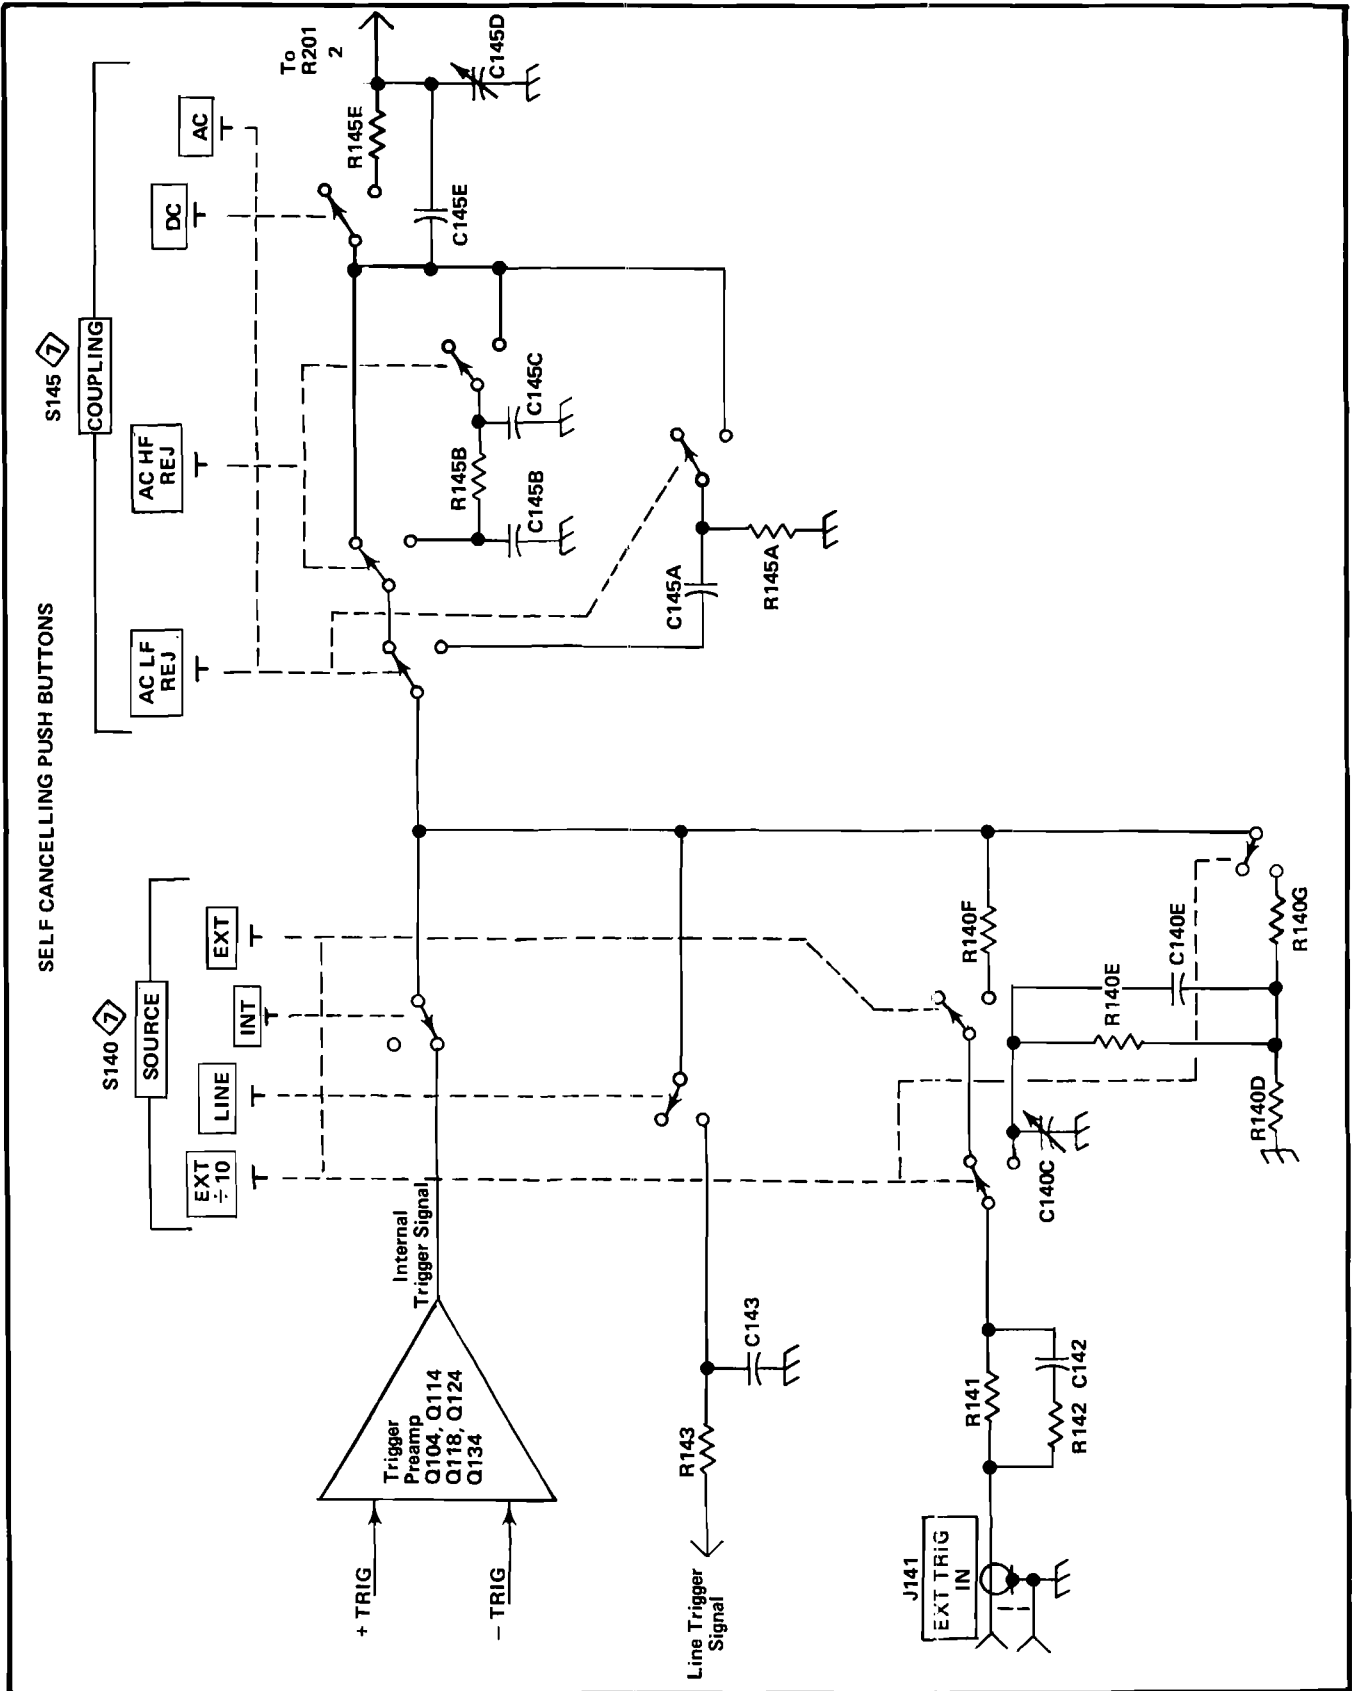 SELF CANCELLING PUSH BUTTONS
S140 7
SOURCE
EXT
÷10
LINE
INT
EXT
S145 7
COUPLING
AC LF
REJ
AC HF
REJ
DC
AC
+ TRIG
− TRIG
Trigger
Preamp
Q104, Q114
Q118, Q124
Q134
Internal
Trigger Signal
To
R201
2
R145E
C145D
C145E
R145B
C145C
C145B
C145A
R145A
Line Trigger
Signal
R143
C143
J141
EXT TRIG
IN
R141
R142 C142
R140F
C140C
R140E
C140E
R140D
R140G